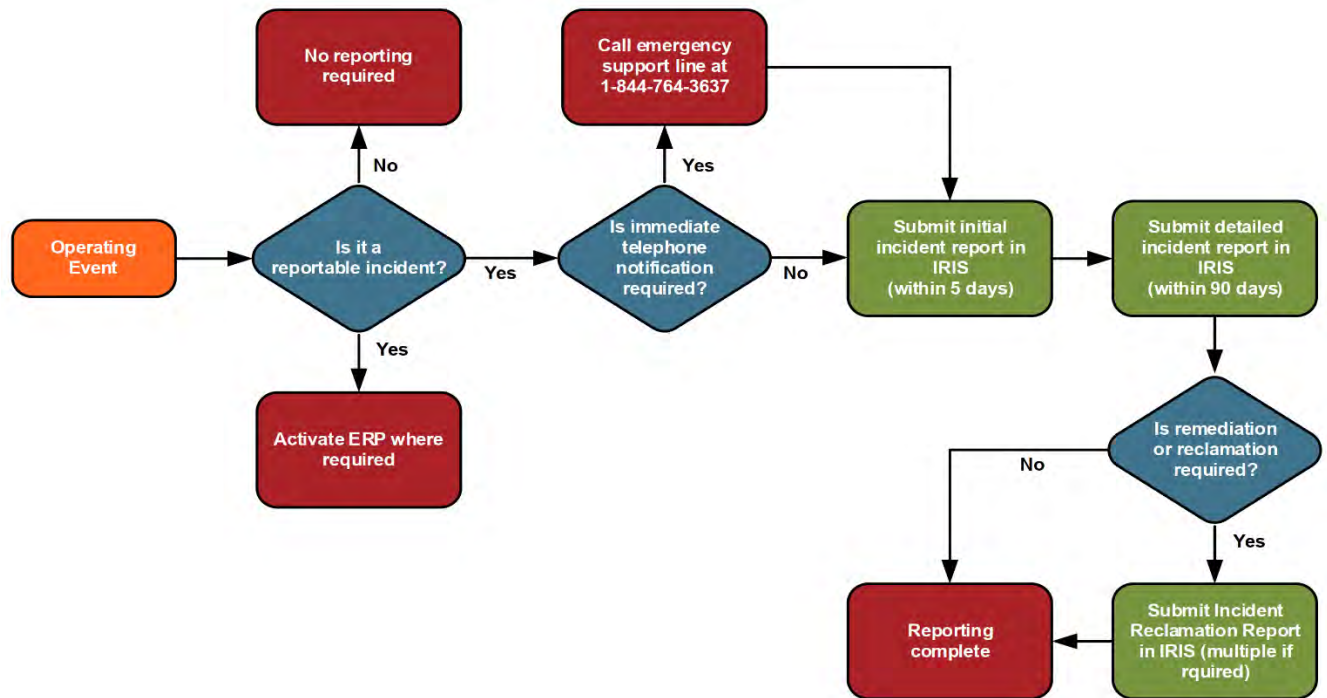 No reporting
required
Call emergency
support line at
1-844-764-3637
No
Yes
Operating
Event
Is it a
reportable incident?
Yes
Is immediate
telephone
notification
required?
No
Submit initial
incident report in
IRIS
(within 5 days)
Submit detailed
incident report in
IRIS
(within 90 days)
Yes
Activate ERP where
required
Is remediation
or reclamation
required?
No
Yes
Reporting
complete
Submit Incident
Reclamation Report
in IRIS (multiple if
rquired)